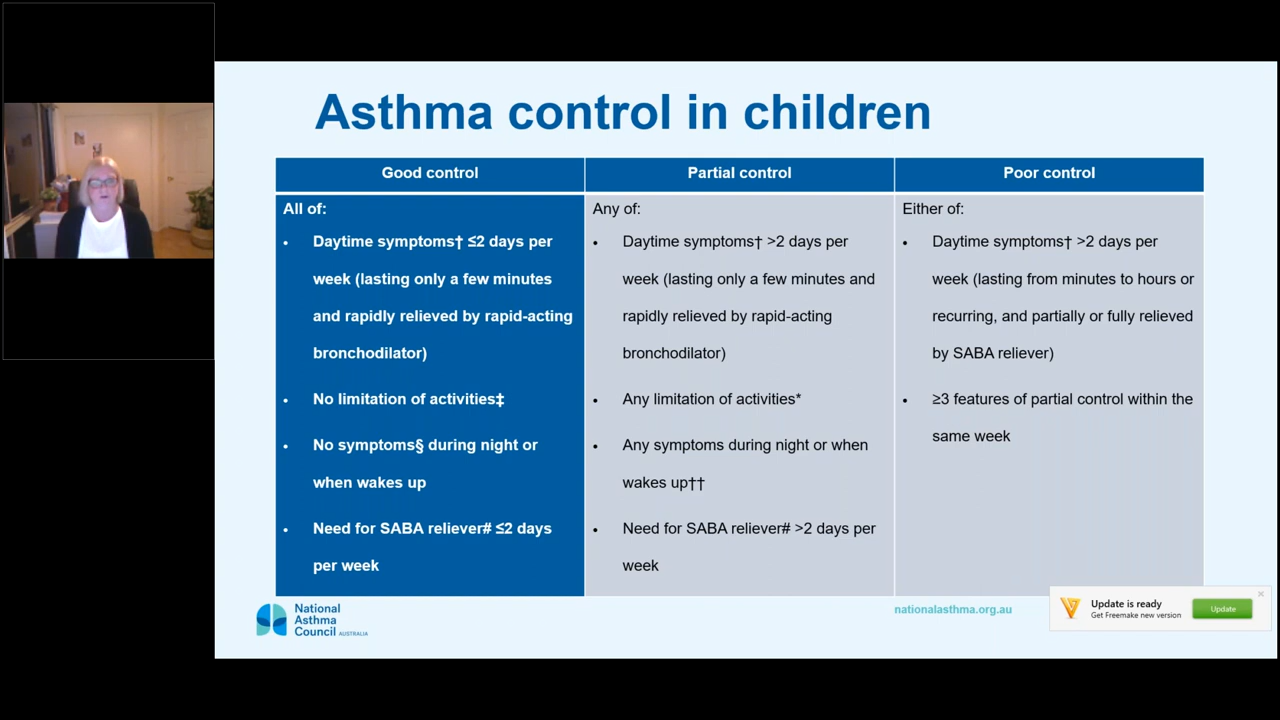 Asthma control in children
Good control
Partial control
Poor control
All of:
• Daytime symptoms† ≤2 days per
week (lasting only a few minutes
and rapidly relieved by rapid-acting
bronchodilator)
• No limitation of activities‡
• No symptoms§ during night or
when wakes up
• Need for SABA reliever# ≤2 days
per week
Any of:
• Daytime symptoms† >2 days per
week (lasting only a few minutes and
rapidly relieved by rapid-acting
bronchodilator)
• Any limitation of activities*
• Any symptoms during night or when
wakes up††
• Need for SABA reliever# >2 days per
week
Either of:
• Daytime symptoms† >2 days per
week (lasting from minutes to hours or
recurring, and partially or fully relieved
by SABA reliever)
• ≥3 features of partial control within the
same week
National
Asthma
Council AUSTRALIA
nationalasthma.org.au
Update is ready
Get Freemake new version
Update